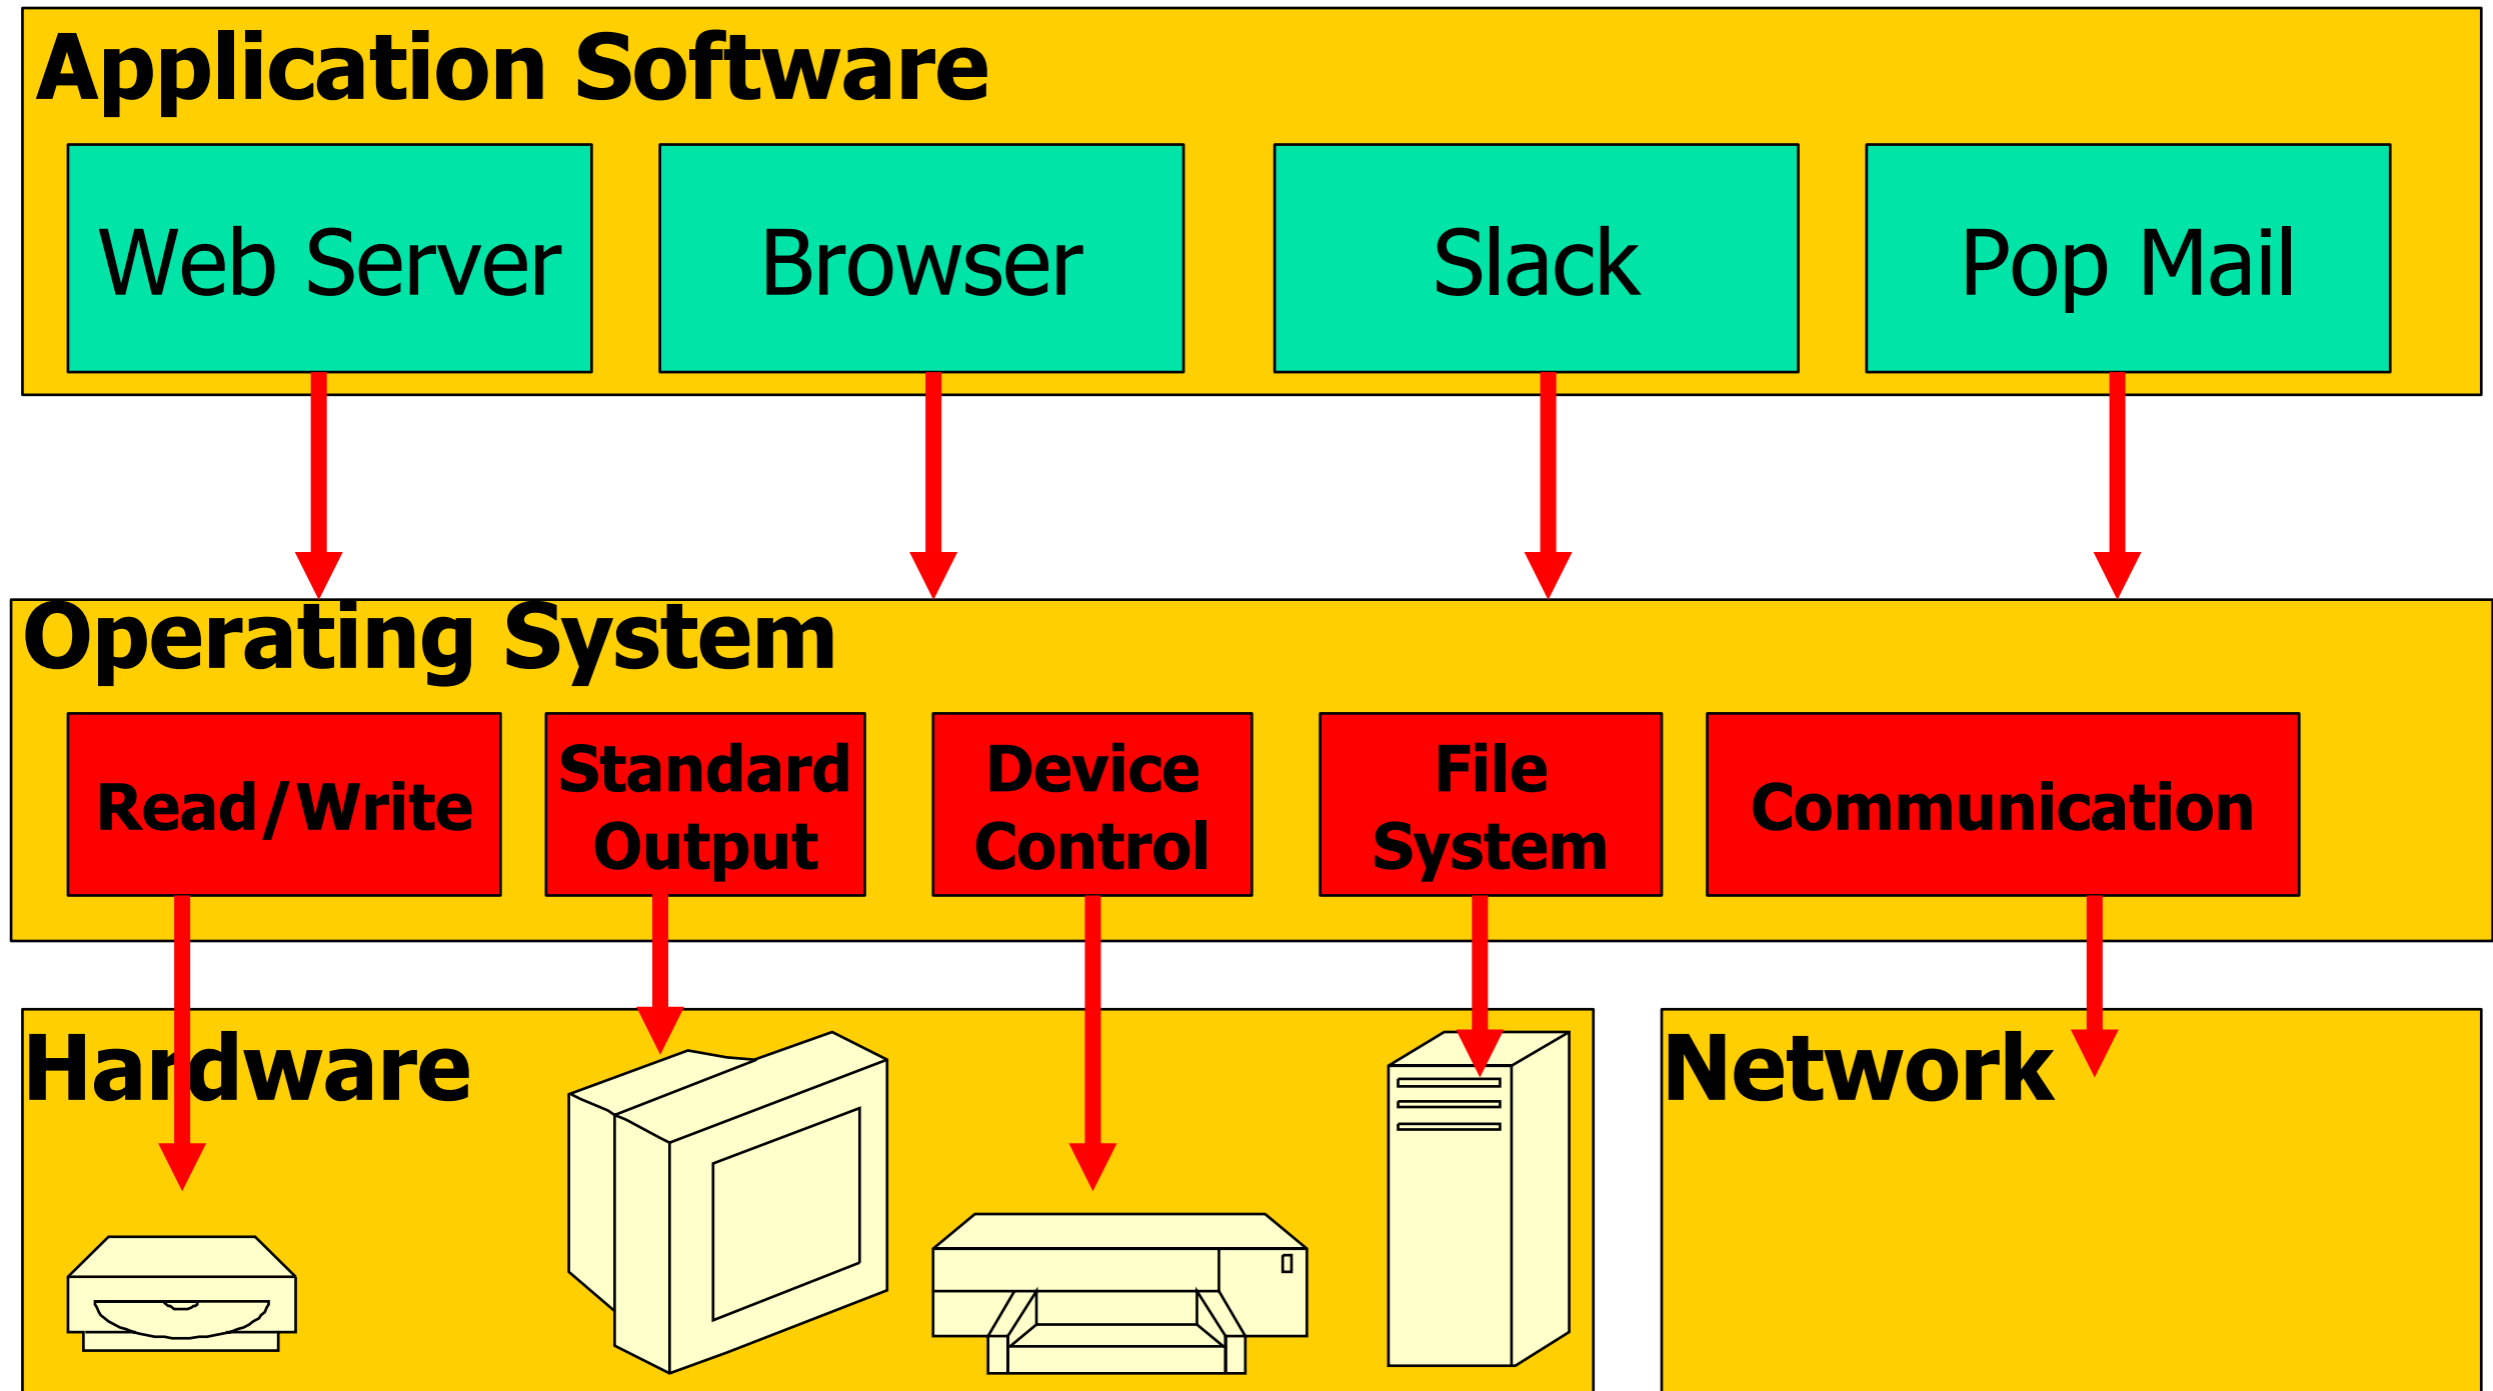 Application Software
Web Server
Browser
Slack
Pop Mail
Operating System
Read/Write
Standard
Output
Device
Control
File
System
Communication
Hardware
Network